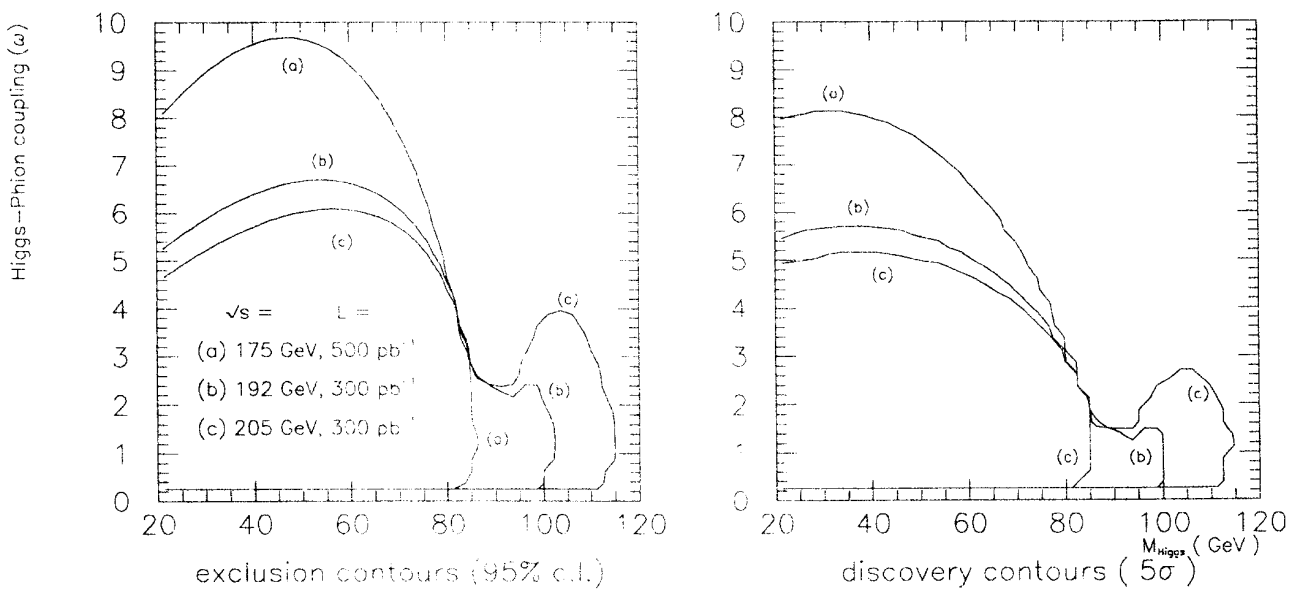 Higgs-Phion coupling (ω)
10
9
8
7
6
5
4
3
2
1
0
(a)
(b)
(c)
√s = L =
(a) 175 GeV, 500 pb⁻¹
(b) 192 GeV, 300 pb⁻¹
(c) 205 GeV, 300 pb⁻¹
(c)
(b)
(a)
20 40 60 80 100 120
exclusion contours (95% c.l.)
10
9
8
7
6
5
4
3
2
1
0
(a)
(b)
(c)
(c)
(c)
(b)
20 40 60 80 100 120
M_Higgs (GeV)
discovery contours ( 5σ )